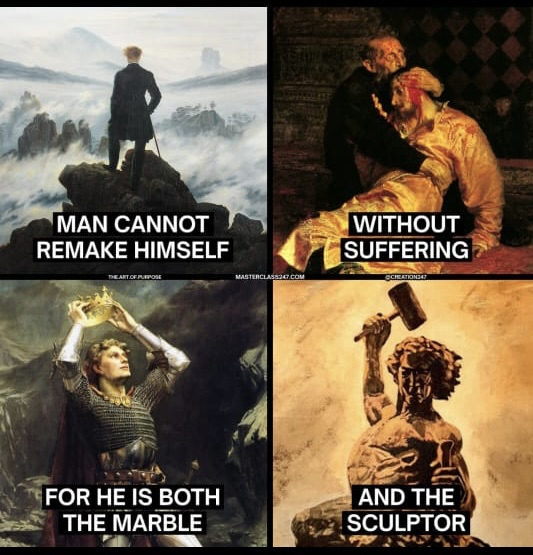 MAN CANNOT
REMAKE HIMSELF
WITHOUT
SUFFERING
THE.ART.OF.PURPOSE
MASTERCLASS247.COM
@CREATION247
FOR HE IS BOTH
THE MARBLE
AND THE
SCULPTOR